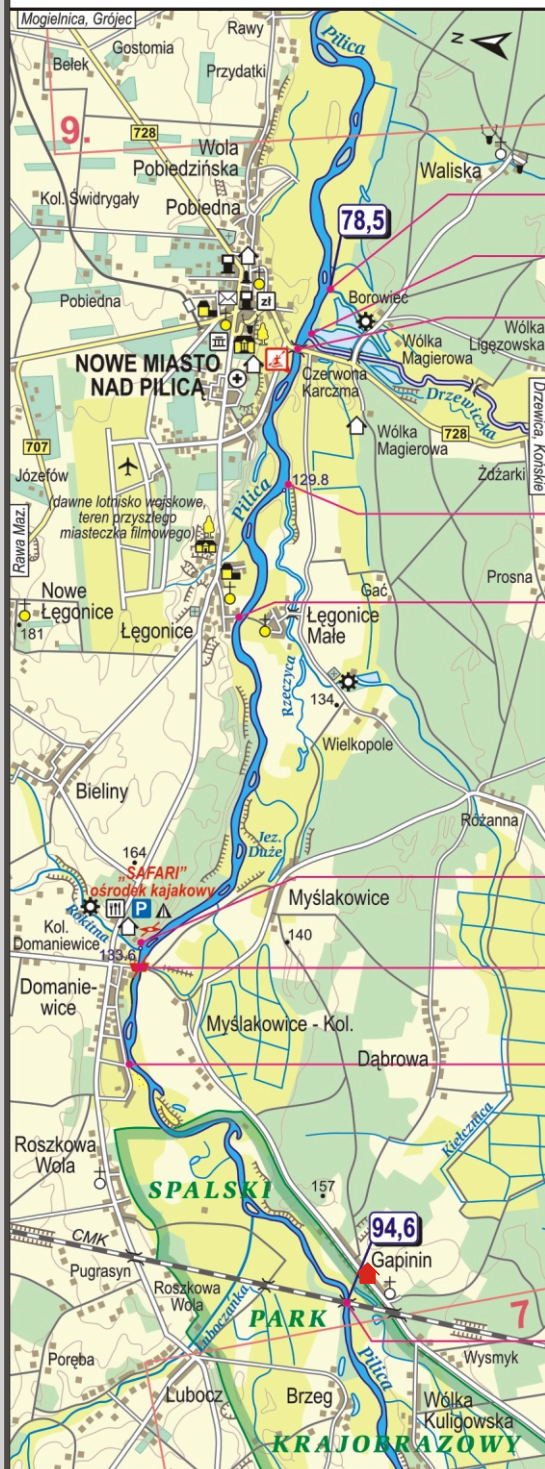 Mogielnica, Grójec
Rawy
Pilica
N
Gostomia
Bełek
Przydatki
9.
728
Wola
Pobiedzińska
Waliska
Kol. Świdrygały
Pobiedna
78,5
Pobiedna
zł
Borowiec
Wólka
Ligęzowska
Wólka
Magierowa
NOWE MIASTO
NAD PILICĄ
Czerwona
Karczma
Drzewiczka
Drzewica, Końskie
707
728
Wólka
Magierowa
Józefów
129.8
Żdżarki
Pilica
(dawne lotnisko wojskowe,
teren przyszłego
miasteczka filmowego)
Rawa Maz.
Prosna
Nowe
Łęgonice
181
Gać
Łęgonice
Łęgonice
Małe
Rzeczyca
134
Wielkopole
Bieliny
Różanna
Jez.
Duże
164
„SAFARI"
ośrodek kajakowy
P
Myślakowice
Rokitna
Kol.
Domaniewice
133.6
140
Domanie-
wice
Myślakowice - Kol.
Dąbrowa
Kiełcznica
Roszkowa
Wola
SPALSKI
157
94,6
CMK
Gapinin
Pugrasyn
Roszkowa
Wola
Luboczanka
PARK
7
Wysmyk
Poręba
Pilica
Lubocz
Brzeg
Wólka
Kuligowska
KRAJOBRAZOWY